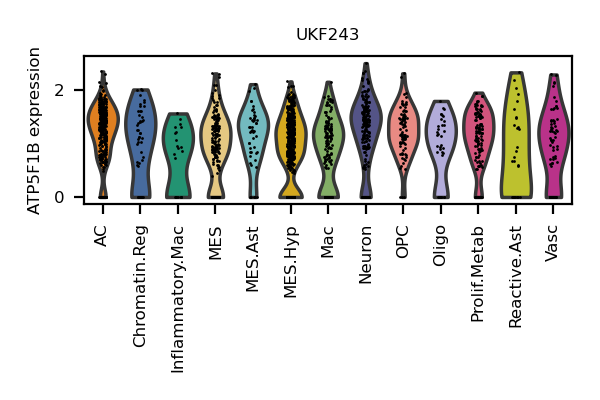 UKF243
ATP5F1B expression
2
0
AC
Chromatin.Reg
Inflammatory.Mac
MES
MES.Ast
MES.Hyp
Mac
Neuron
OPC
Oligo
Prolif.Metab
Reactive.Ast
Vasc